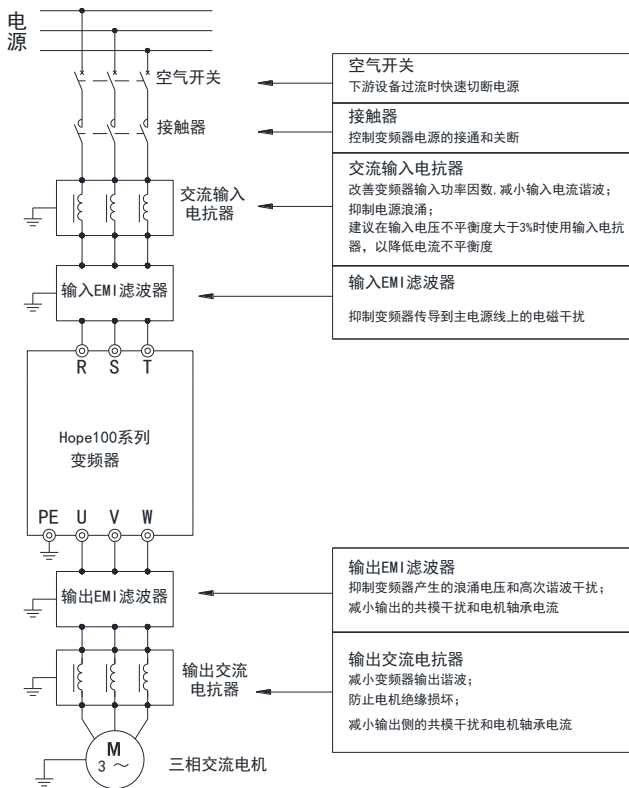 电
源
空气开关
接触器
交流输入
电抗器
输入EMI滤波器
R S T
Hope100系列
变频器
PE U V W
输出EMI滤波器
输出交流
电抗器
M
3 ～
三相交流电机
空气开关
下游设备过流时快速切断电源
接触器
控制变频器电源的接通和关断
交流输入电抗器
改善变频器输入功率因数,减小输入电流谐波;
抑制电源浪涌;
建议在输入电压不平衡度大于3%时使用输入电抗
器, 以降低电流不平衡度
输入EMI滤波器
抑制变频器传导到主电源线上的电磁干扰
输出EMI滤波器
抑制变频器产生的浪涌电压和高次谐波干扰;
减小输出的共模干扰和电机轴承电流
输出交流电抗器
减小变频器输出谐波;
防止电机绝缘损坏;
减小输出侧的共模干扰和电机轴承电流